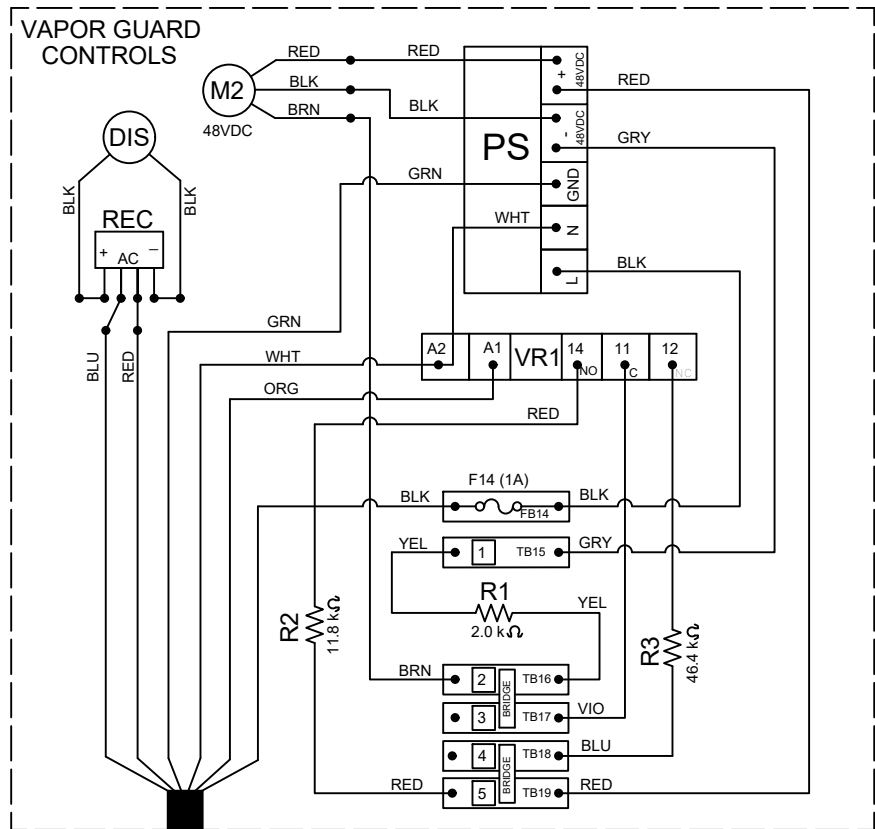 VAPOR GUARD
CONTROLS
RED
RED
M2
BLK
BLK
BRN
48VDC
+
48VDC
RED
-
48VDC
GRY
PS
GND
GRN
WHT
N
L
BLK
DIS
BLK
BLK
REC
+
AC
–
BLU
RED
GRN
WHT
ORG
A2
A1
VR1
14
NO
11
C
12
NC
RED
F14 (1A)
BLK
FB14
BLK
YEL
1
TB15
GRY
R1
2.0 kΩ
YEL
R2
11.8 kΩ
R3
46.4 kΩ
BRN
2
TB16
BRIDGE
3
TB17
VIO
4
TB18
BLU
BRIDGE
RED
5
TB19
RED